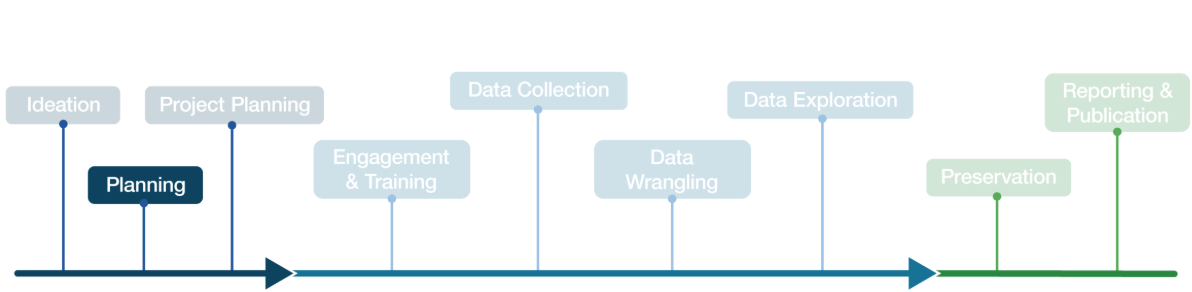 Ideation
Planning
Project Planning
Engagement
& Training
Data Collection
Data
Wrangling
Data Exploration
Preservation
Reporting &
Publication